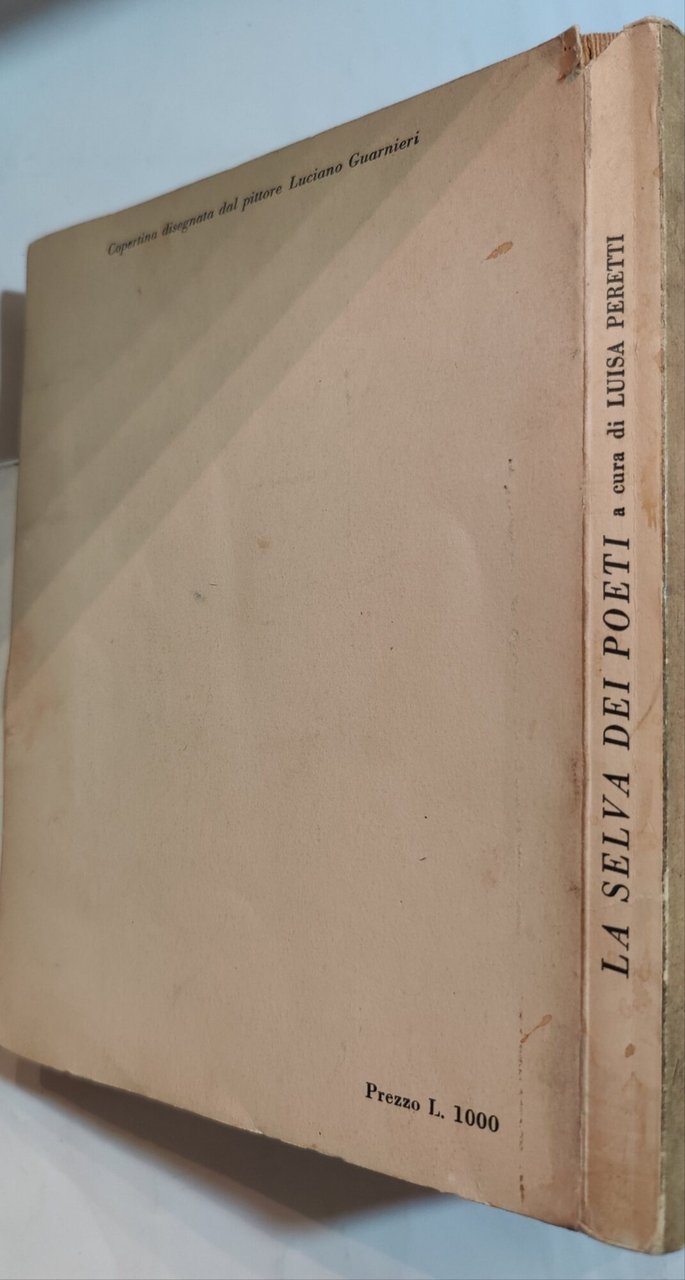 Copertina disegnata dal pittore Luciano Guarnieri
LA SELVA DEI POETI a cura di LUISA PERETTI
Prezzo L. 1000